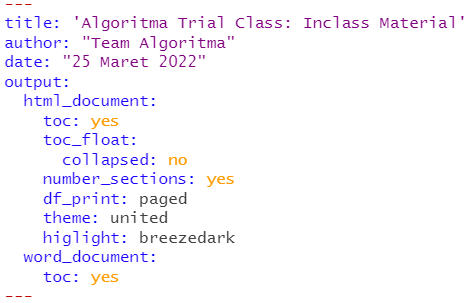 ---
title: 'Algoritma Trial Class: Inclass Material'
author: "Team Algoritma"
date: "25 Maret 2022"
output:
  html_document:
    toc: yes
    toc_float:
      collapsed: no
    number_sections: yes
    df_print: paged
    theme: united
    higlight: breezedark
  word_document:
    toc: yes
---